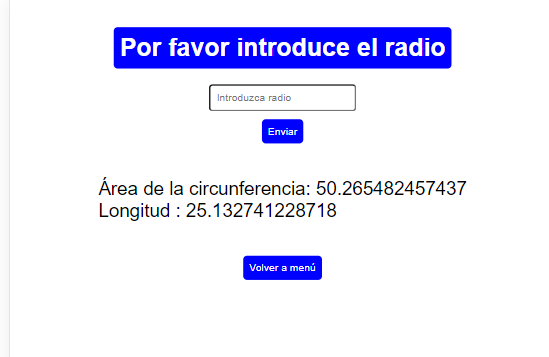 Por favor introduce el radio
Introduzca radio
Enviar
Área de la circunferencia: 50.265482457437
Longitud : 25.132741228718
Volver a menú